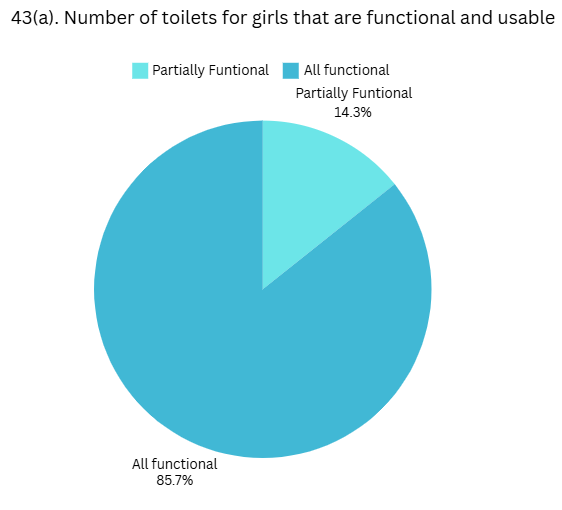 43(a). Number of toilets for girls that are functional and usable
Partially Funtional All functional
Partially Funtional
14.3%
All functional
85.7%